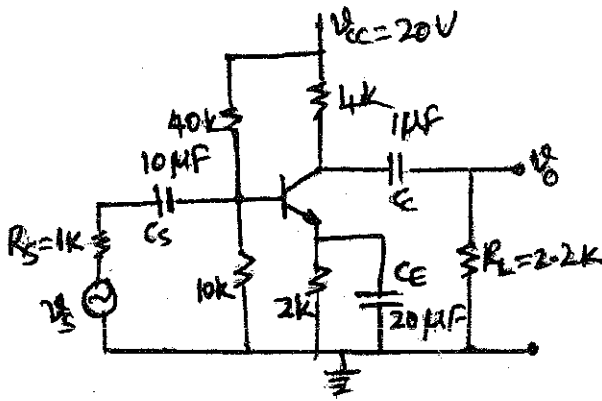 VCC=20V
4k
40k
1μF
10μF
CS
CC
Vo
RS=1k
VS
10k
2k
CE
20μF
RL=2.2k